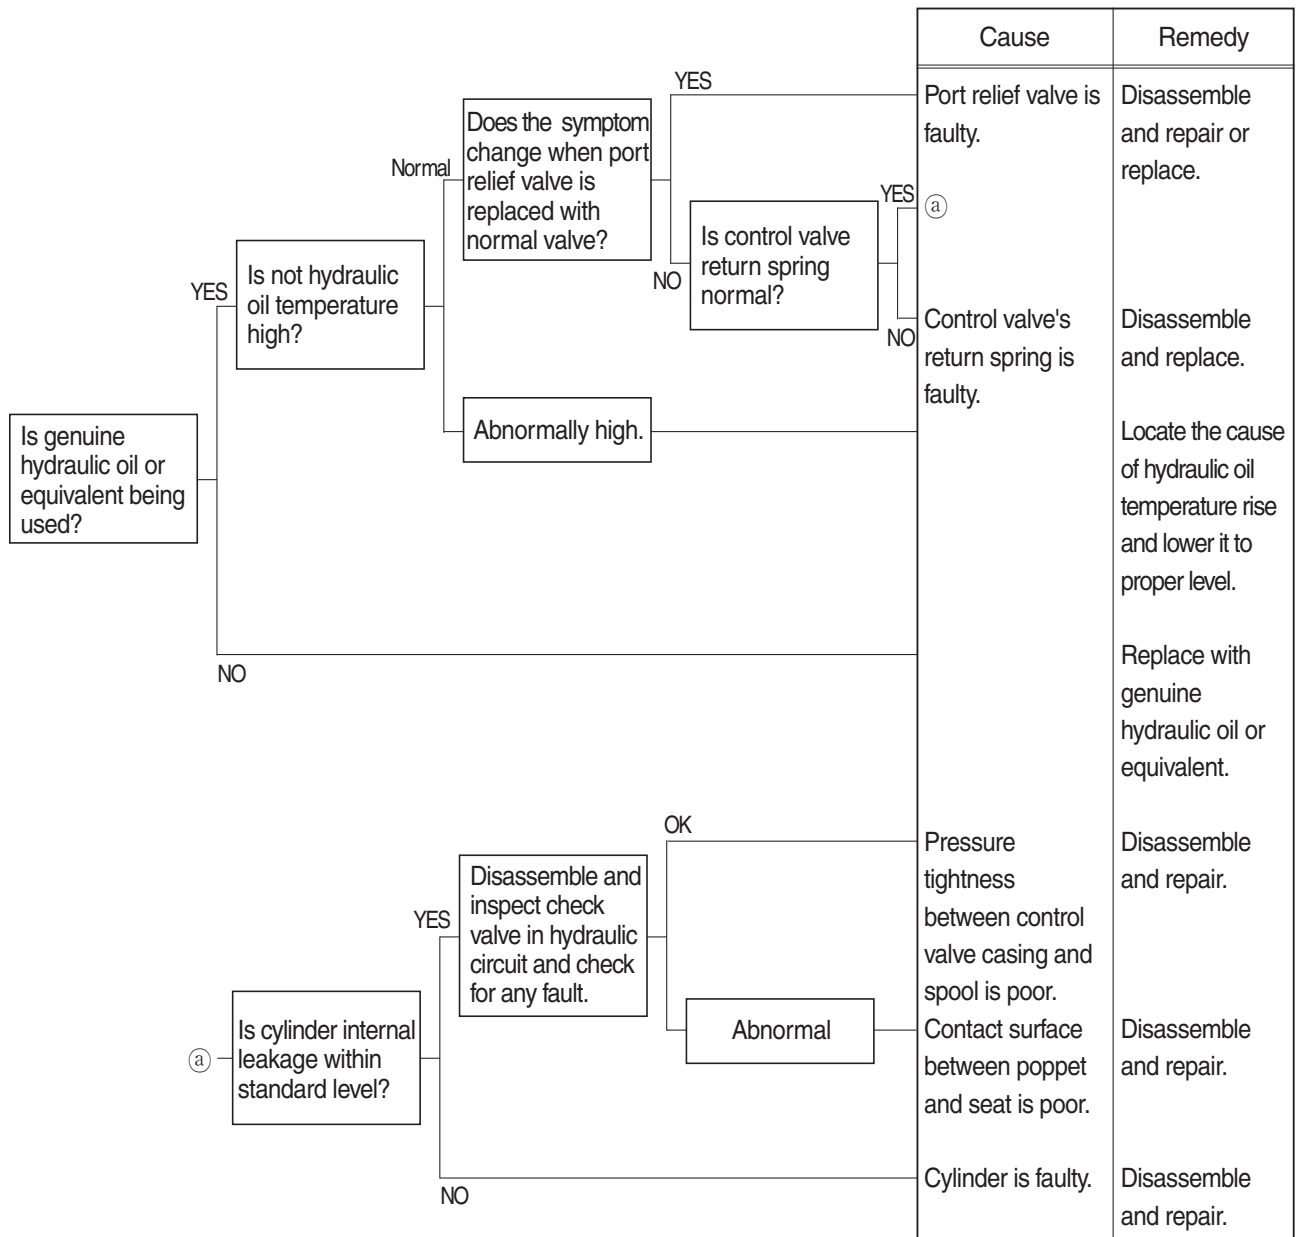 Cause
Remedy
YES
Port relief valve is
faulty.
Disassemble
and repair or
replace.
Does the symptom
change when port
relief valve is
replaced with
normal valve?
Normal
YES
ⓐ
Is control valve
return spring
normal?
NO
Is not hydraulic
oil temperature
high?
YES
NO
Control valve's
return spring is
faulty.
Disassemble
and replace.
Abnormally high.
Locate the cause
of hydraulic oil
temperature rise
and lower it to
proper level.
Is genuine
hydraulic oil or
equivalent being
used?
NO
Replace with
genuine
hydraulic oil or
equivalent.
OK
Pressure
tightness
between control
valve casing and
spool is poor.
Disassemble
and repair.
Disassemble and
inspect check
valve in hydraulic
circuit and check
for any fault.
YES
Abnormal
Contact surface
between poppet
and seat is poor.
Disassemble
and repair.
ⓐ
Is cylinder internal
leakage within
standard level?
NO
Cylinder is faulty.
Disassemble
and repair.